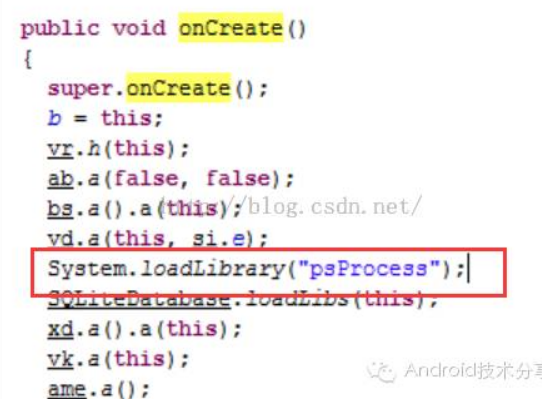 public void onCreate()
{
super.onCreate();
b = this;
vr.h(this);
ab.a(false, false);
bs.a().a(this);
http://blog.csdn.net/
vd.a(this, si.e);
System.loadLibrary("psProcess");
SQLiteDatabase.loadLibs(this);
xd.a().a(this);
vk.a(this);
Android技术分享
ame.a();